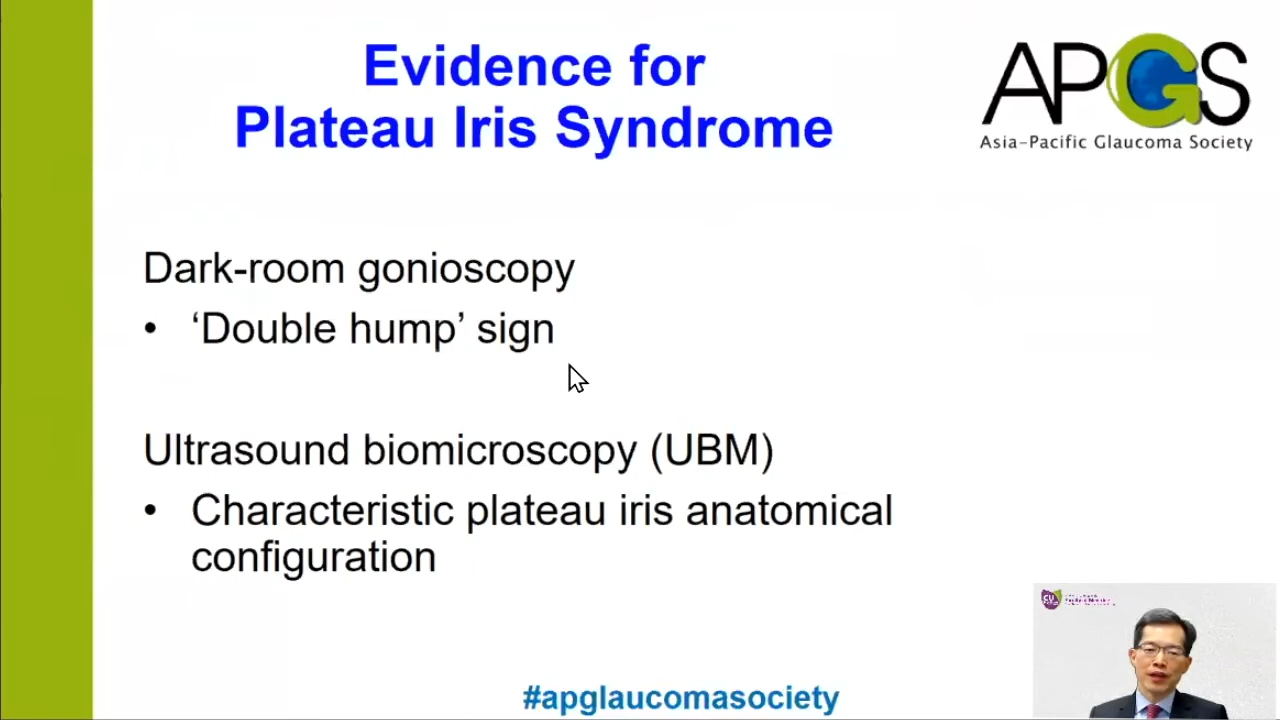 Evidence for
Plateau Iris Syndrome
APGS
Asia-Pacific Glaucoma Society
Dark-room gonioscopy
• ‘Double hump’ sign
Ultrasound biomicroscopy (UBM)
• Characteristic plateau iris anatomical
configuration
CU
#apglaucomasociety